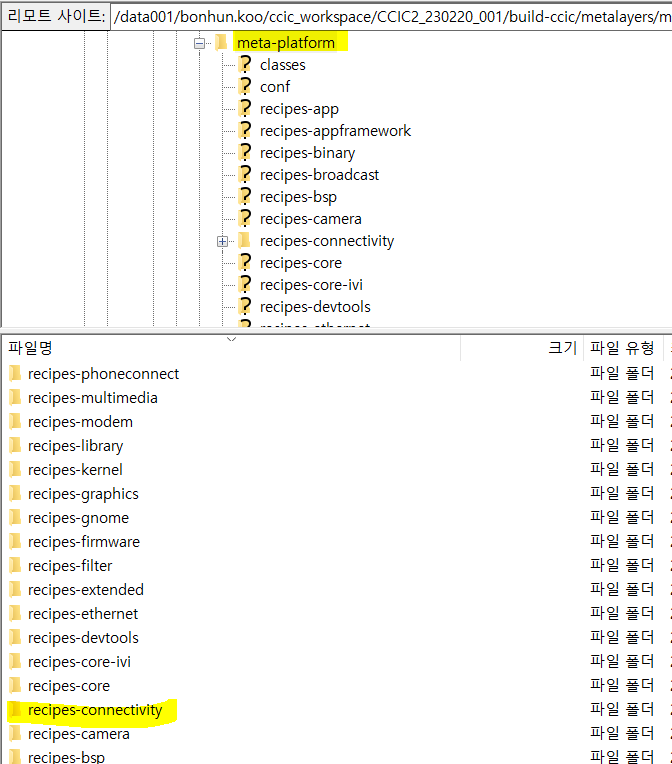 리모트 사이트: /data001/bonhun.koo/ccic_workspace/CCIC2_230220_001/build-ccic/metalayers/m
meta-platform
classes
conf
recipes-app
recipes-appframework
recipes-binary
recipes-broadcast
recipes-bsp
recipes-camera
recipes-connectivity
recipes-core
recipes-core-ivi
recipes-devtools
recipes-ethernet
파일명 크기 파일 유형
recipes-phoneconnect 파일 폴더
recipes-multimedia 파일 폴더
recipes-modem 파일 폴더
recipes-library 파일 폴더
recipes-kernel 파일 폴더
recipes-graphics 파일 폴더
recipes-gnome 파일 폴더
recipes-firmware 파일 폴더
recipes-filter 파일 폴더
recipes-extended 파일 폴더
recipes-ethernet 파일 폴더
recipes-devtools 파일 폴더
recipes-core-ivi 파일 폴더
recipes-core 파일 폴더
recipes-connectivity 파일 폴더
recipes-camera 파일 폴더
recipes-bsp 파일 폴더